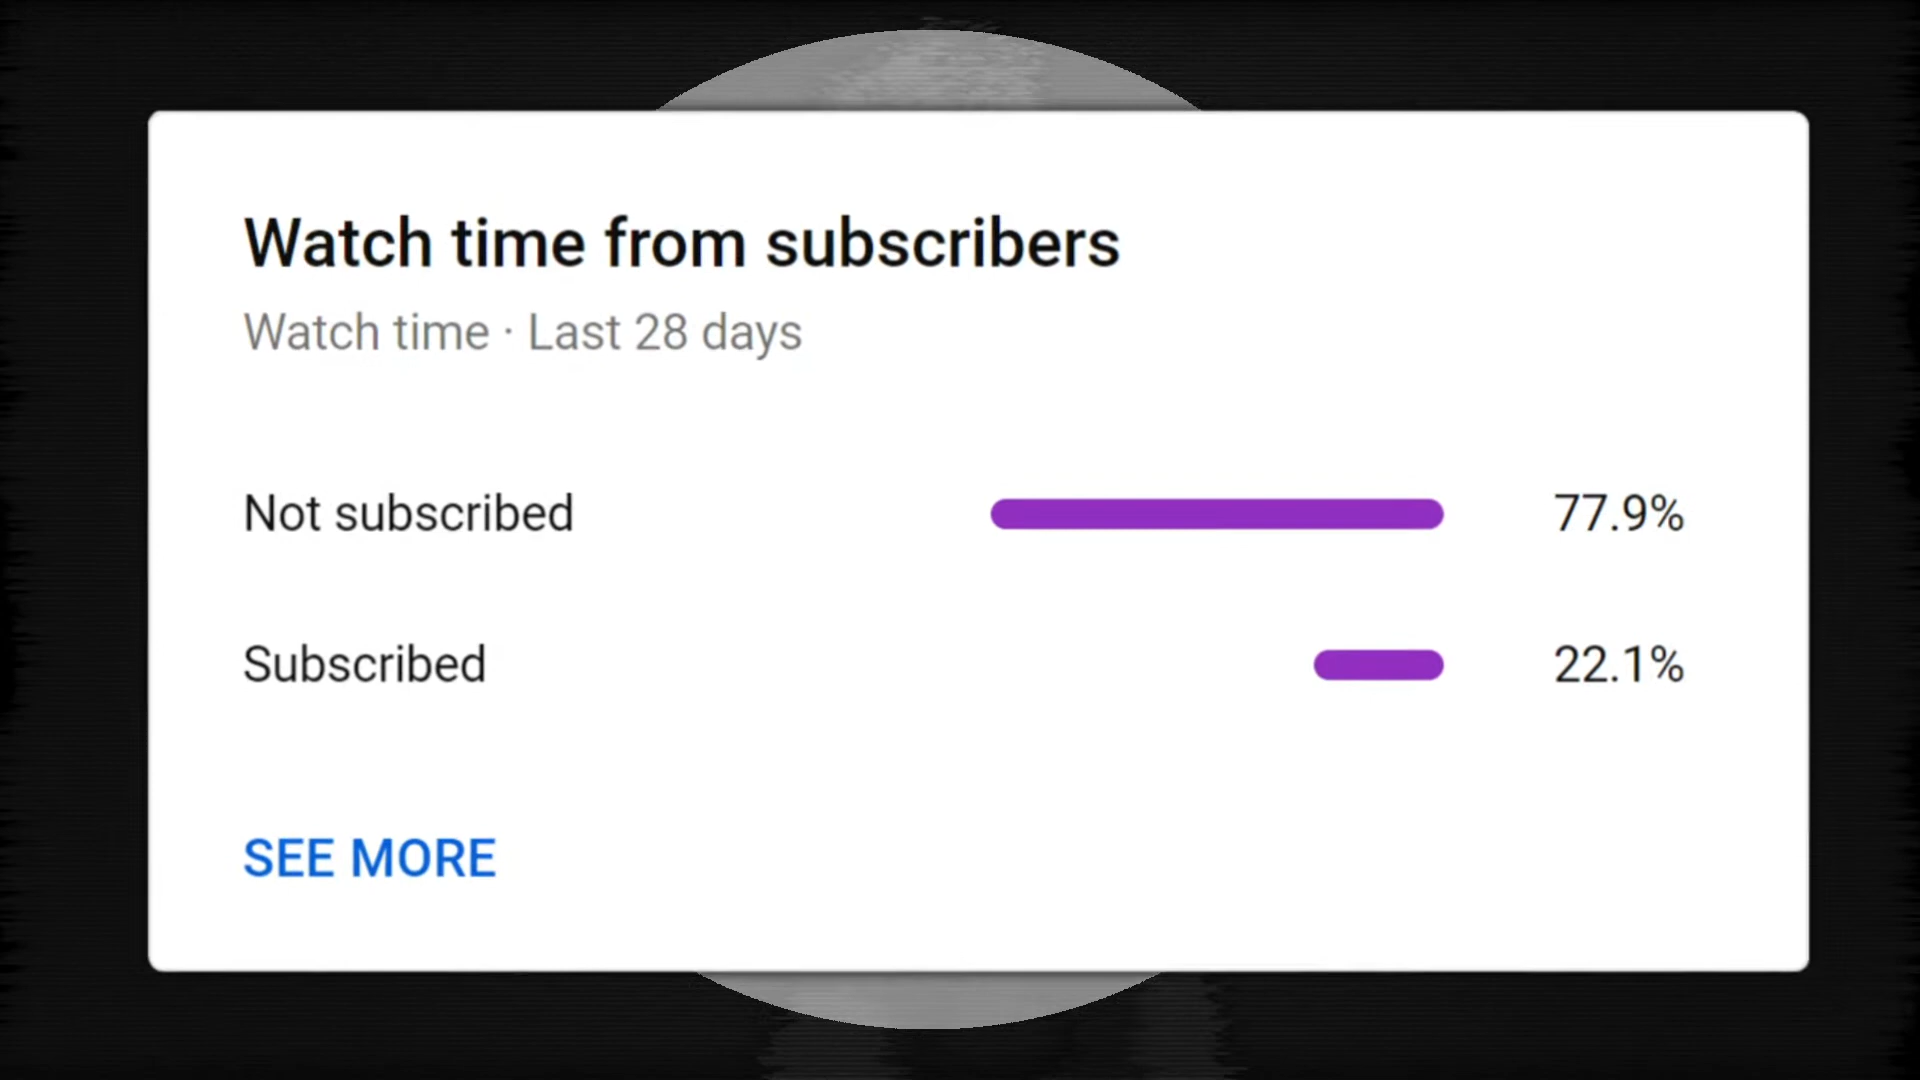 Watch time from subscribers
Watch time · Last 28 days
Not subscribed 77.9%
Subscribed 22.1%
SEE MORE